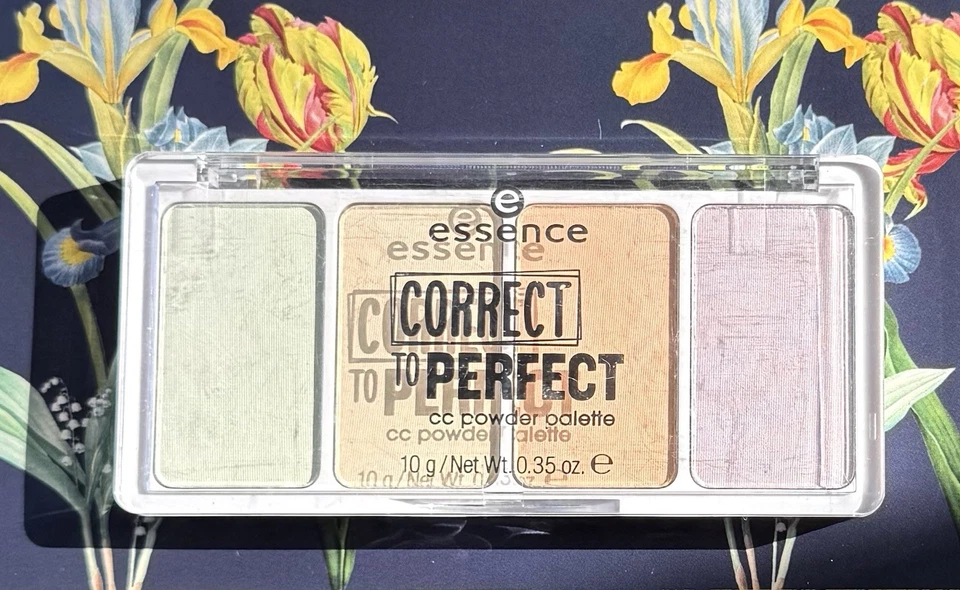 e
essence
CORRECT
TO PERFECT
cc powder palette
10 g / Net Wt. 0.35 oz. ℮